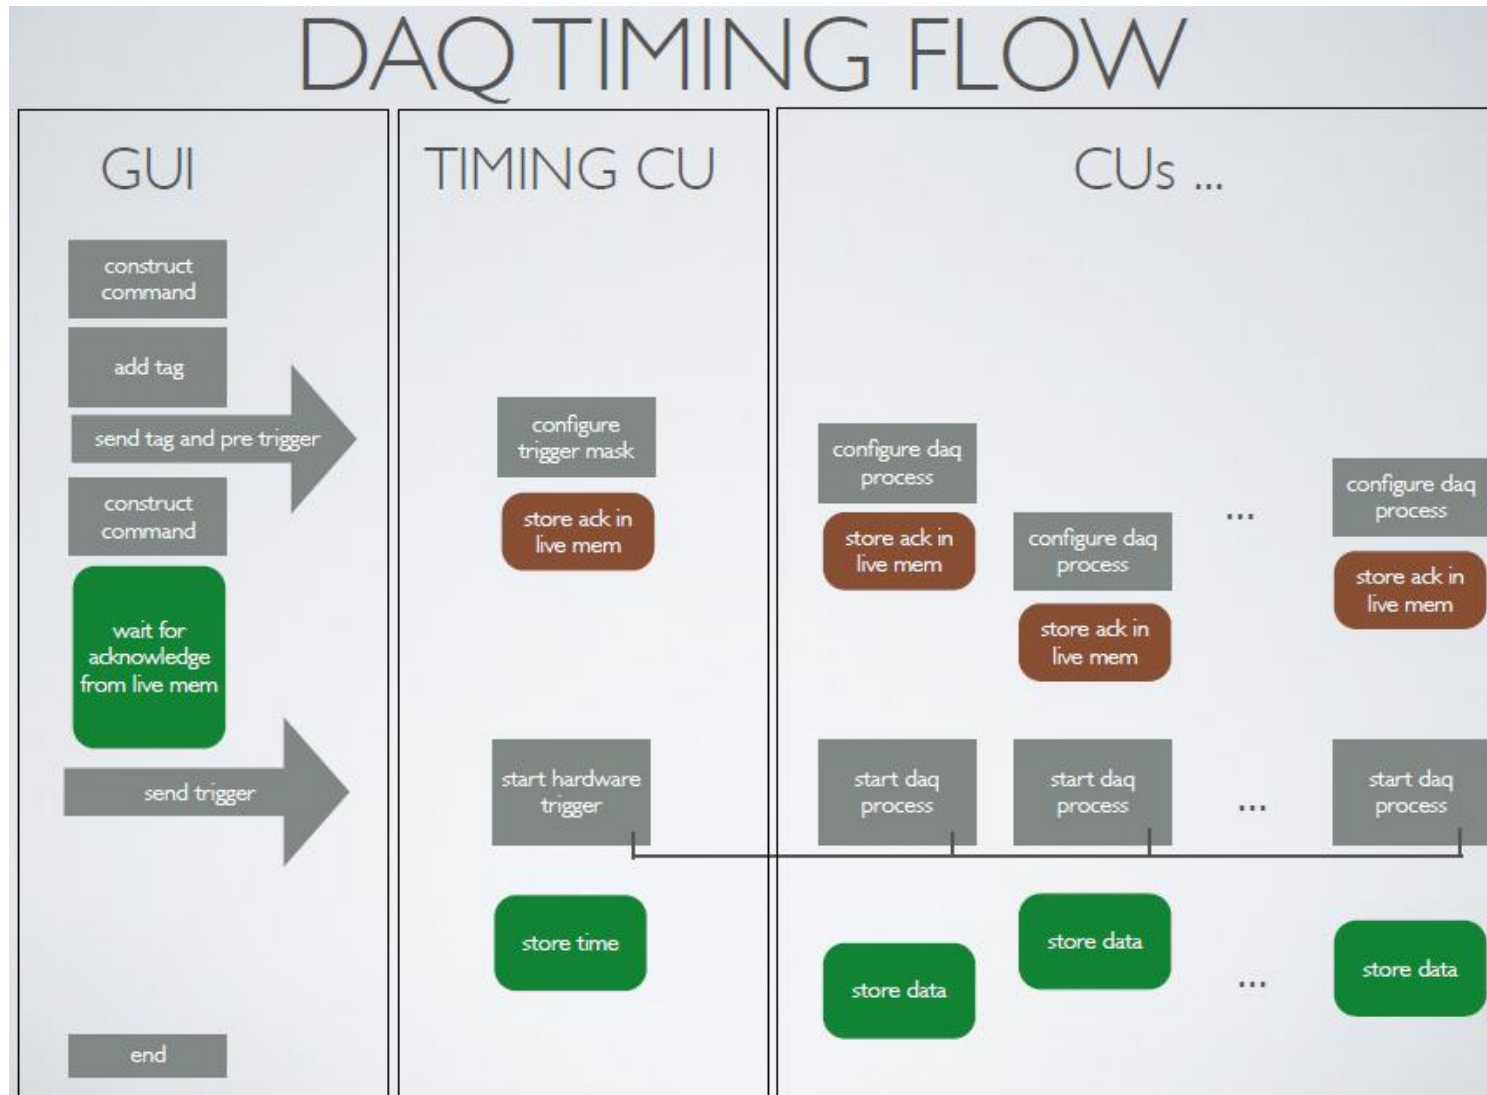 DAQ TIMING FLOW
GUI
construct
command
add tag
send tag and pre trigger
construct
command
wait for
acknowledge
from live mem
send trigger
end
TIMING CU
configure
trigger mask
store ack in
live mem
start hardware
trigger
store time
CUs ...
configure daq
process
store ack in
live mem
configure daq
process
store ack in
live mem
...
configure daq
process
store ack in
live mem
start daq
process
start daq
process
...
start daq
process
store data
store data
...
store data